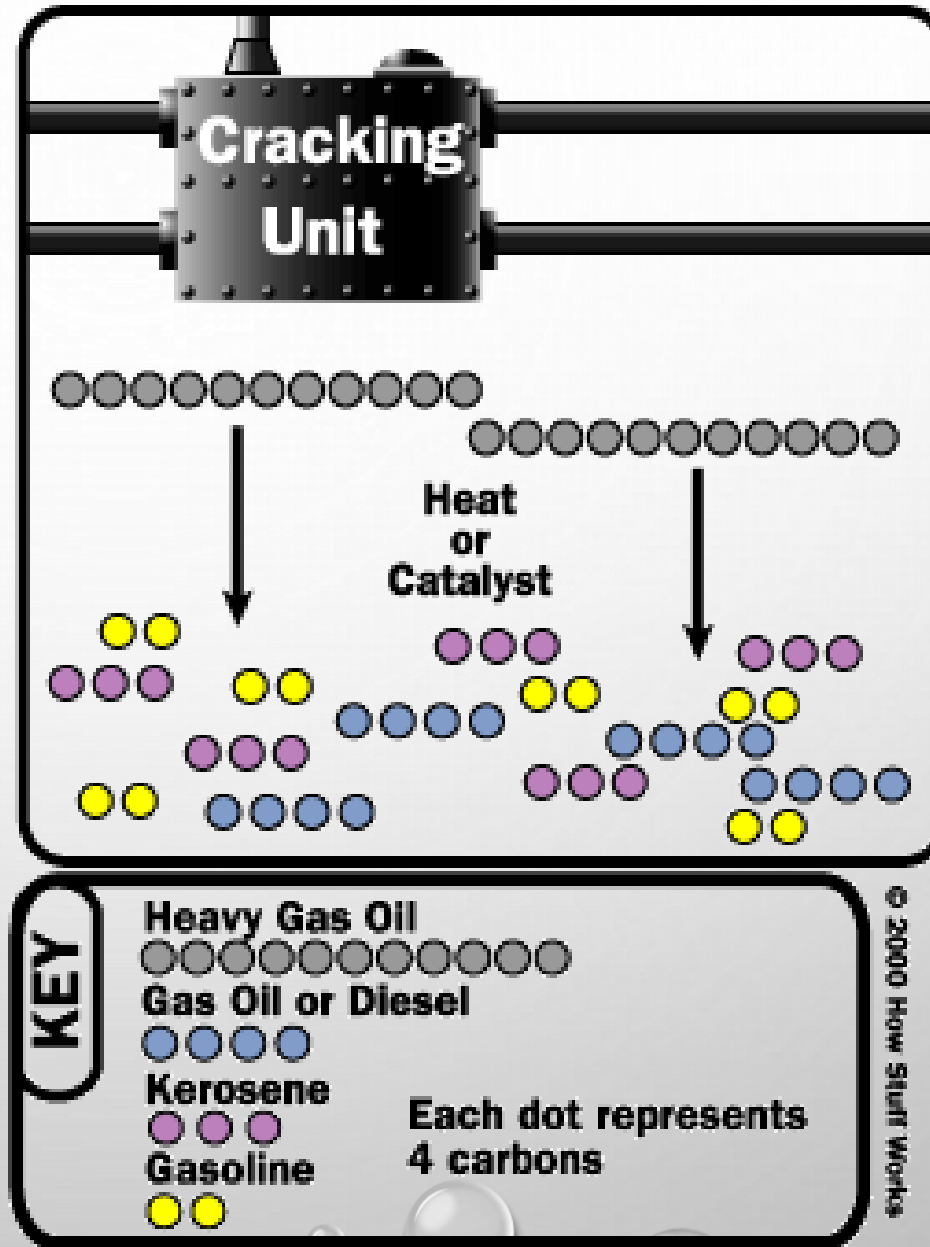 Cracking
Unit
Heat
or
Catalyst
KEY
Heavy Gas Oil
Gas Oil or Diesel
Kerosene
Gasoline
Each dot represents
4 carbons
© 2000 How Stuff Works